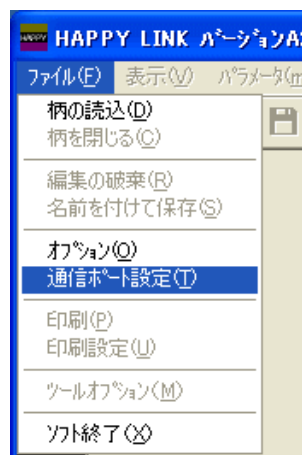 HAPPY HAPPY LINK ﾊﾞｰｼﾞｮﾝA
ﾌｧｲﾙ(F) 表示(V) ﾊﾟﾗﾒｰﾀ(m
柄の読込(D)
柄を閉じる(C)
編集の破棄(R)
名前を付けて保存(S)
ｵﾌﾟｼｮﾝ(O)
通信ﾎﾟｰﾄ設定(T)
印刷(P)
印刷設定(U)
ﾂｰﾙｵﾌﾟｼｮﾝ(M)
ｿﾌﾄ終了(X)